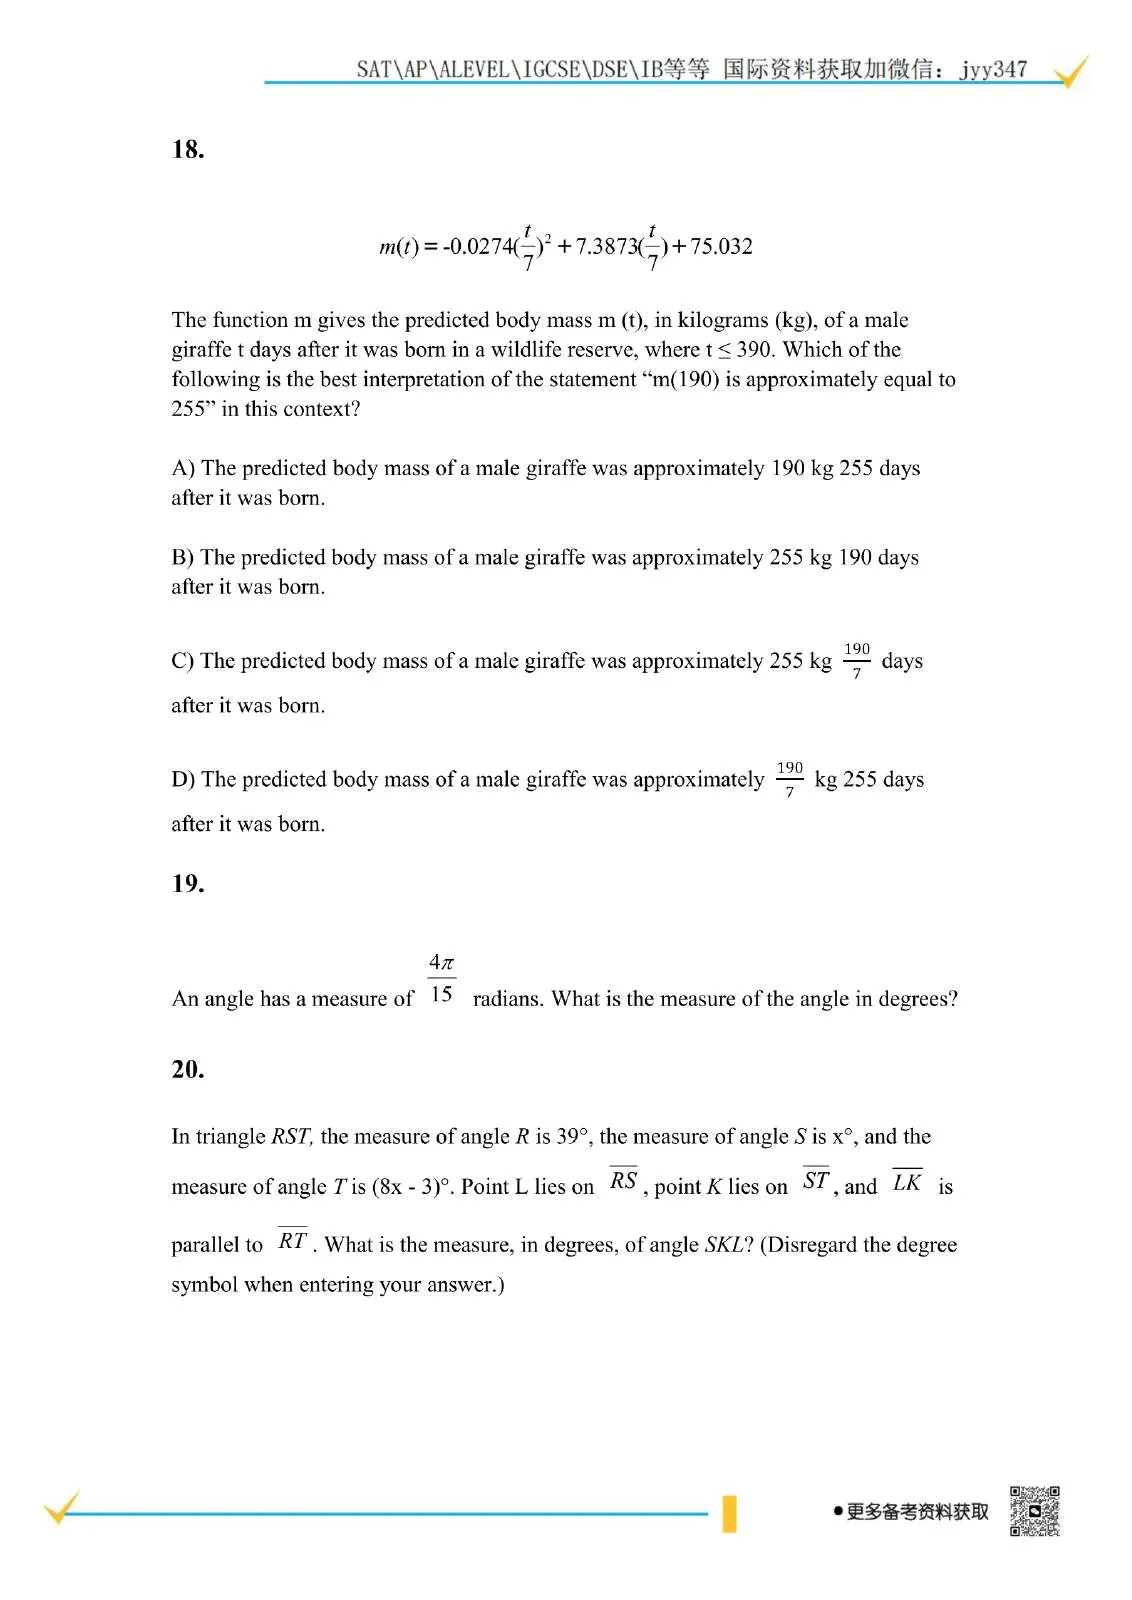 SAT\AP\ALEVEL\IGCSE\DSE\IB等等 国际资料获取加微信：jyy347
18.
m(t) = -0.0274(t/7)² + 7.3873(t/7) + 75.032
The function m gives the predicted body mass m (t), in kilograms (kg), of a male
giraffe t days after it was born in a wildlife reserve, where t ≤ 390. Which of the
following is the best interpretation of the statement “m(190) is approximately equal to
255” in this context?
A) The predicted body mass of a male giraffe was approximately 190 kg 255 days
after it was born.
B) The predicted body mass of a male giraffe was approximately 255 kg 190 days
after it was born.
C) The predicted body mass of a male giraffe was approximately 255 kg 190/7 days
after it was born.
D) The predicted body mass of a male giraffe was approximately 190/7 kg 255 days
after it was born.
19.
An angle has a measure of 4π/15 radians. What is the measure of the angle in degrees?
20.
In triangle RST, the measure of angle R is 39°, the measure of angle S is x°, and the
measure of angle T is (8x - 3)°. Point L lies on R̅S̅, point K lies on S̅T̅, and L̅K̅ is
parallel to R̅T̅. What is the measure, in degrees, of angle SKL? (Disregard the degree
symbol when entering your answer.)
●更多备考资料获取